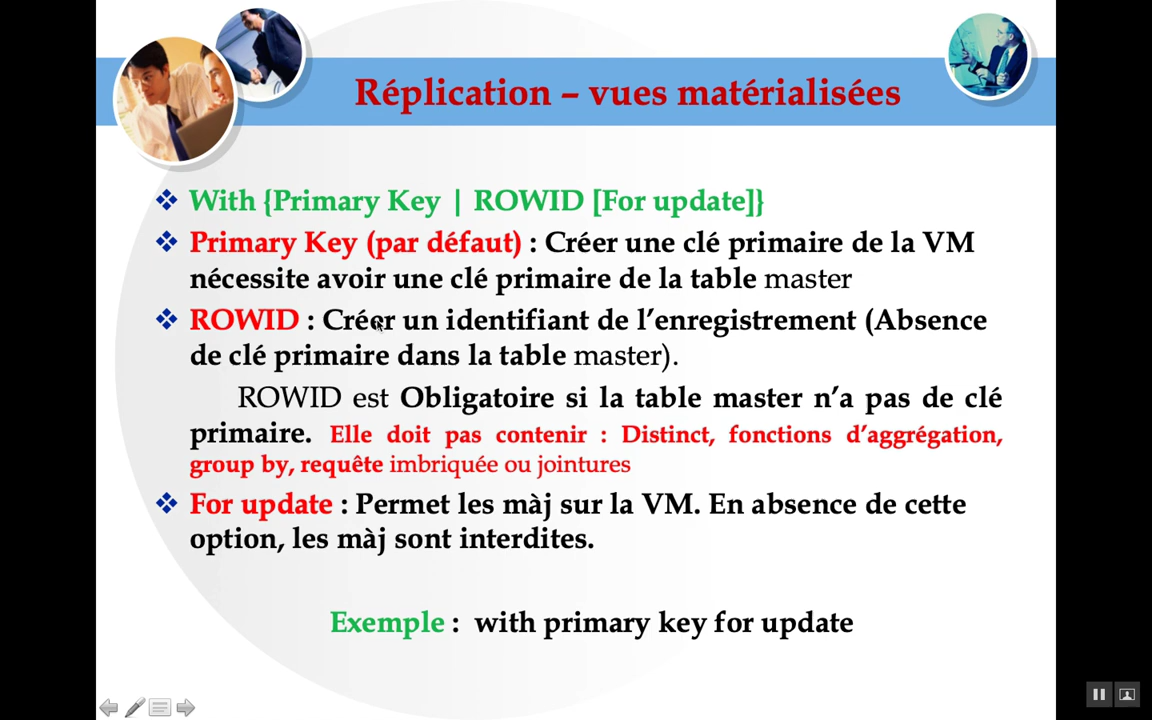 Réplication – vues matérialisées
With {Primary Key | ROWID [For update]}
Primary Key (par défaut) : Créer une clé primaire de la VM
nécessite avoir une clé primaire de la table master
ROWID : Créer un identifiant de l’enregistrement (Absence
de clé primaire dans la table master).
ROWID est Obligatoire si la table master n’a pas de clé
primaire. Elle doit pas contenir : Distinct, fonctions d’aggrégation,
group by, requête imbriquée ou jointures
For update : Permet les màj sur la VM. En absence de cette
option, les màj sont interdites.
Exemple : with primary key for update